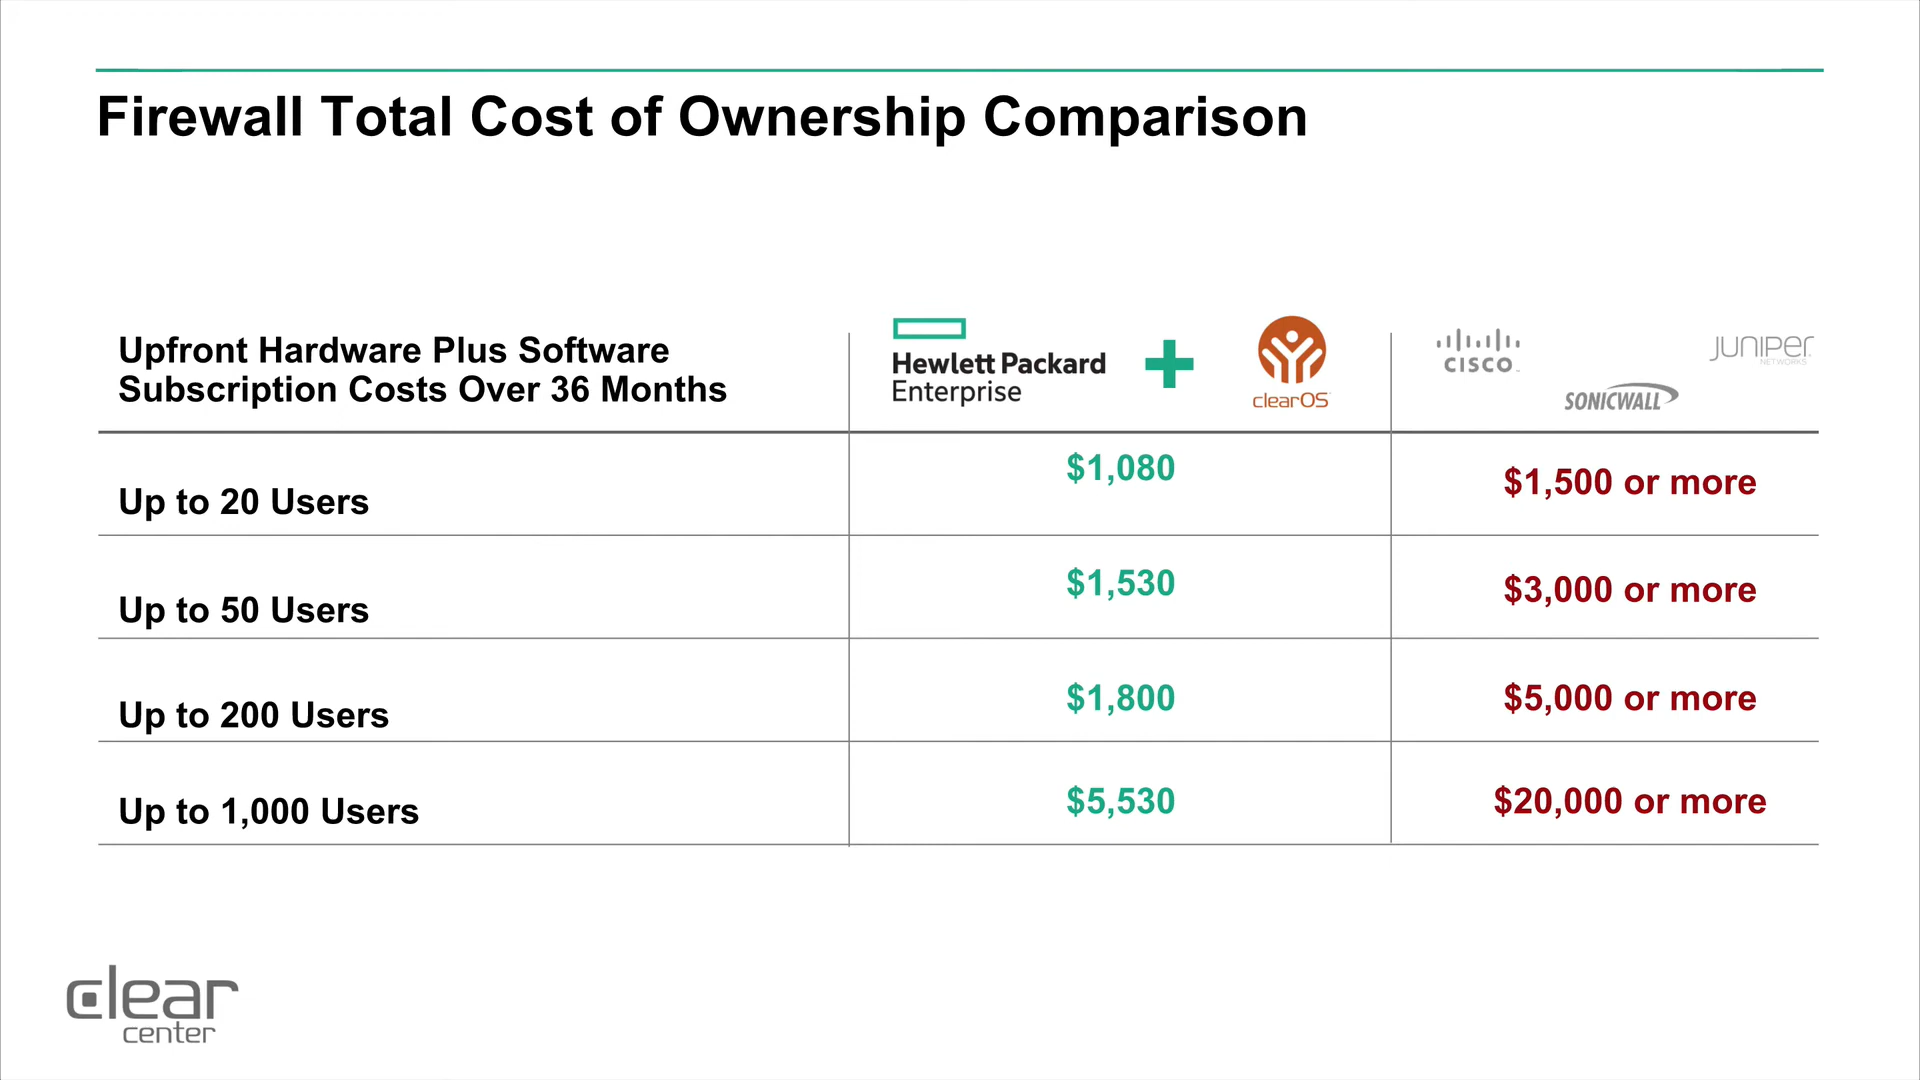 Firewall Total Cost of Ownership Comparison
Upfront Hardware Plus Software
Subscription Costs Over 36 Months
Hewlett Packard
Enterprise
clearOS
CISCO
JUNIPER
NETWORKS
SONICWALL
Up to 20 Users
$1,080
$1,500 or more
Up to 50 Users
$1,530
$3,000 or more
Up to 200 Users
$1,800
$5,000 or more
Up to 1,000 Users
$5,530
$20,000 or more
clear
center